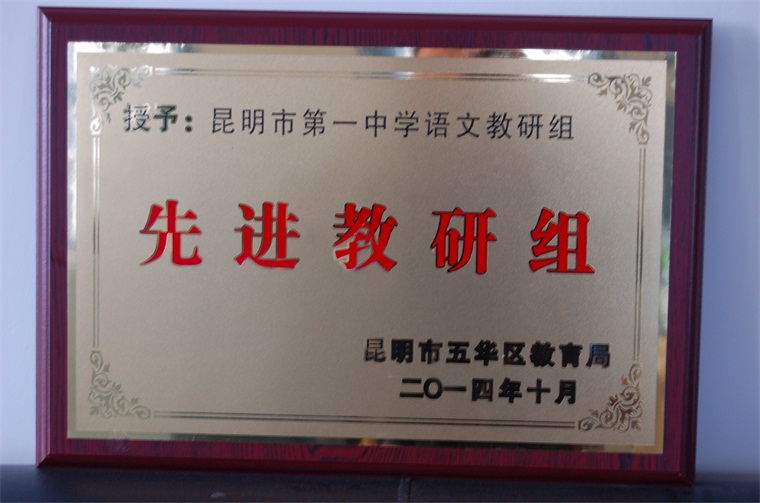 授予：昆明市第一中学语文教研组
先进教研组
昆明市五华区教育局
二〇一四年十月